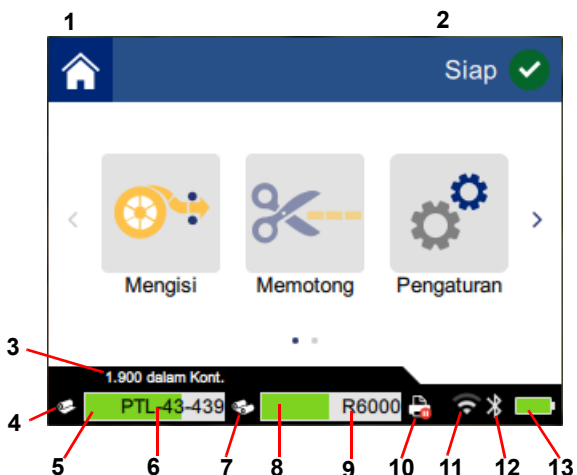 1 2
Siap
Mengisi Memotong Pengaturan
3
1.900 dalam Kont.
4 PTL-43-439 R6000
5 6 7 8 9 10 11 12 13